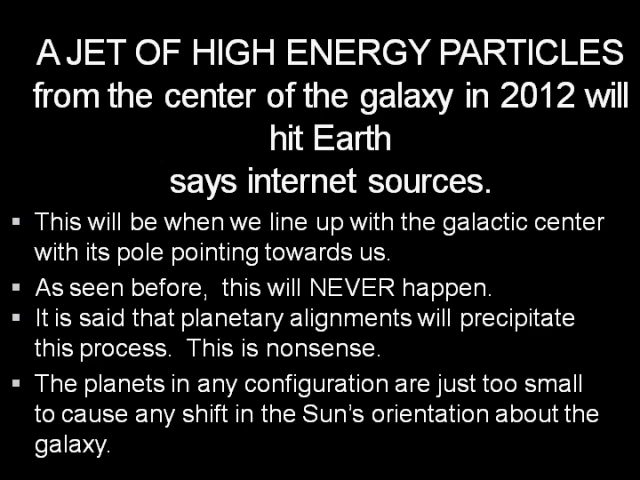 A JET OF HIGH ENERGY PARTICLES
from the center of the galaxy in 2012 will
hit Earth
says internet sources.
▪ This will be when we line up with the galactic center
with its pole pointing towards us.
▪ As seen before,  this will NEVER happen.
▪ It is said that planetary alignments will precipitate
this process.  This is nonsense.
▪ The planets in any configuration are just too small
to cause any shift in the Sun's orientation about the
galaxy.